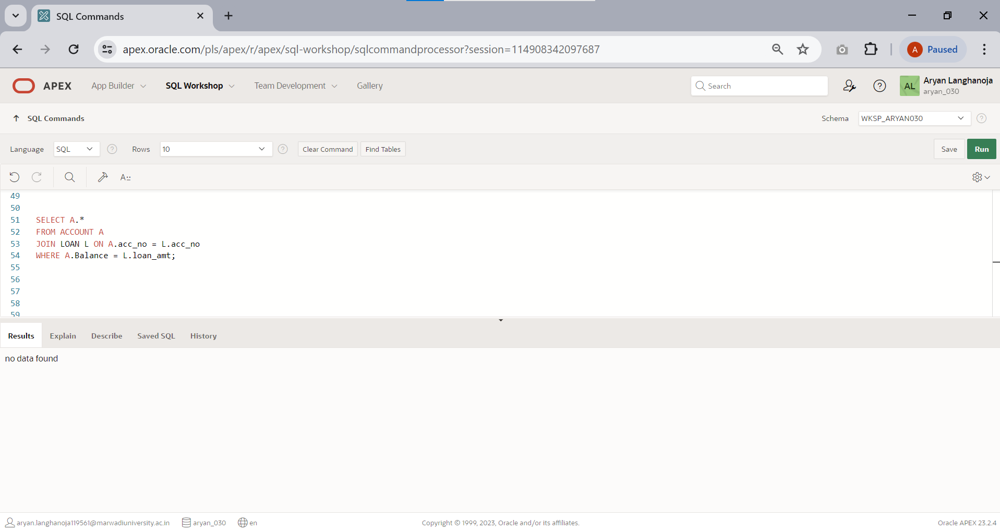 SQL Commands
apex.oracle.com/pls/apex/r/apex/sql-workshop/sqlcommandprocessor?session=114908342097687
A Paused
APEX App Builder SQL Workshop Team Development Gallery
Search
? AL Aryan Langhanoja
aryan_030
SQL Commands
Schema WKSP_ARYAN030 ?
Language SQL ? Rows 10 ? Clear Command Find Tables
Save Run
A::
49
50
51 SELECT A.*
52 FROM ACCOUNT A
53 JOIN LOAN L ON A.acc_no = L.acc_no
54 WHERE A.Balance = L.loan_amt;
55
56
57
58
59
Results Explain Describe Saved SQL History
no data found
aryan.langhanoja119561@marwadiuniversity.ac.in aryan_030 en
Copyright © 1999, 2023, Oracle and/or its affiliates.
Oracle APEX 23.2.4